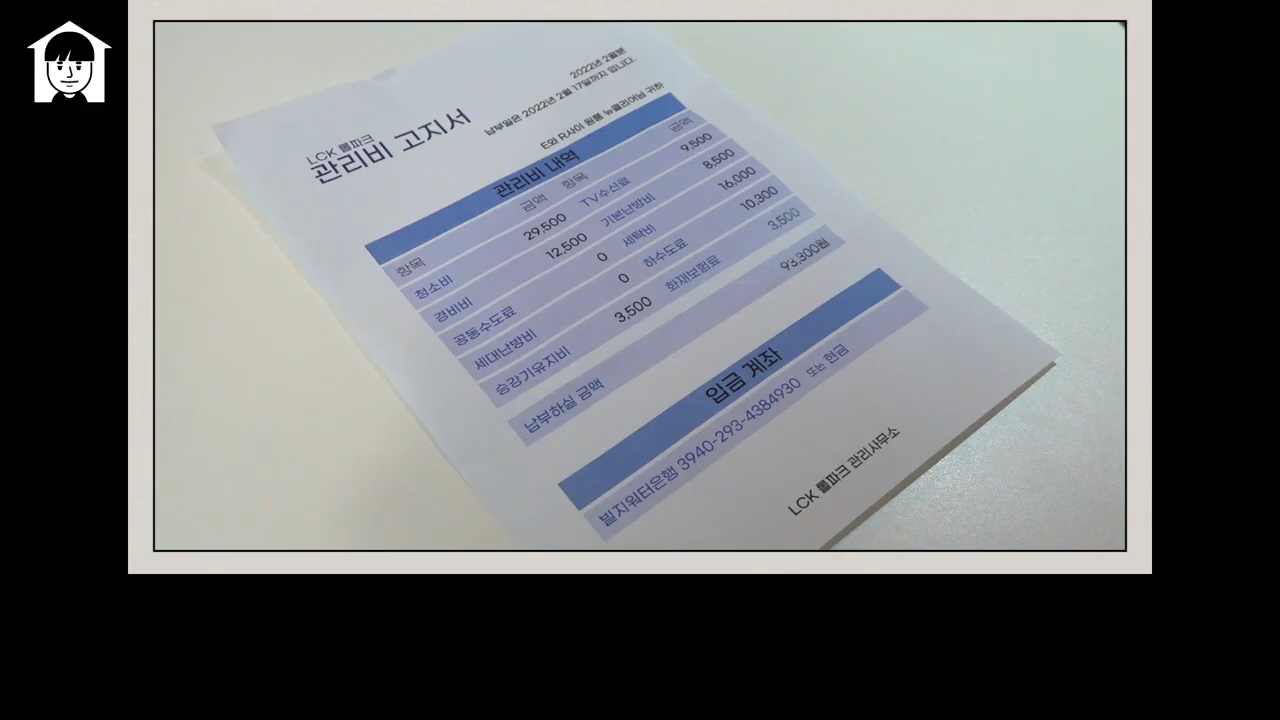 2022년 2월분
납부일은 2022년 2월 17일까지 입니다.
LCK 롤파크
관리비 고지서
E와 R사이 원룸 뉴클리어님 귀하
관리비 내역
항목 금액 항목 금액
청소비 29,500 TV수신료 9,500
경비비 12,500 기본난방비 8,500
공동수도료 0 세탁비 16,000
세대난방비 0 하수도료 10,300
승강기유지비 3,500 화재보험료 3,500
납부하실 금액 93,300원
입금 계좌
빌지워터은행 3940-293-4384930 또는 현금
LCK 롤파크 관리사무소